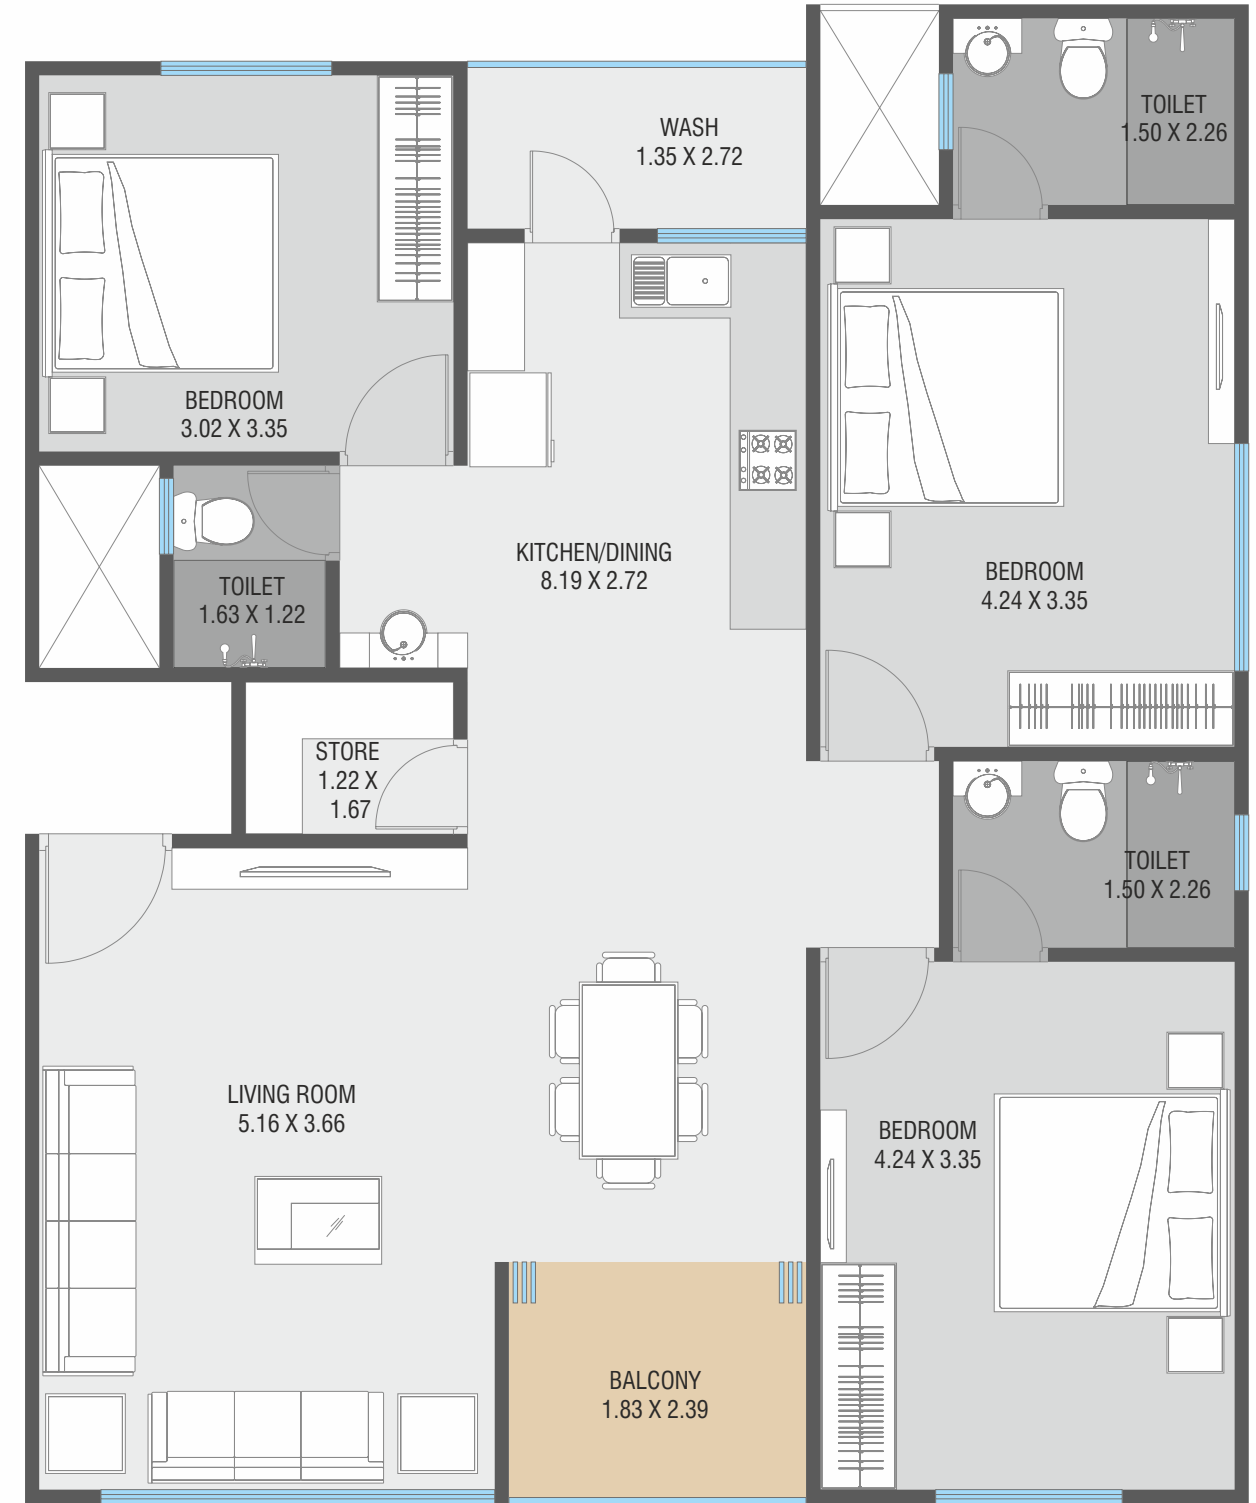 TOILET
1.50 X 2.26
WASH
1.35 X 2.72
BEDROOM
3.02 X 3.35
KITCHEN/DINING
8.19 X 2.72
BEDROOM
4.24 X 3.35
TOILET
1.63 X 1.22
STORE
1.22 X
1.67
TOILET
1.50 X 2.26
LIVING ROOM
5.16 X 3.66
BEDROOM
4.24 X 3.35
BALCONY
1.83 X 2.39